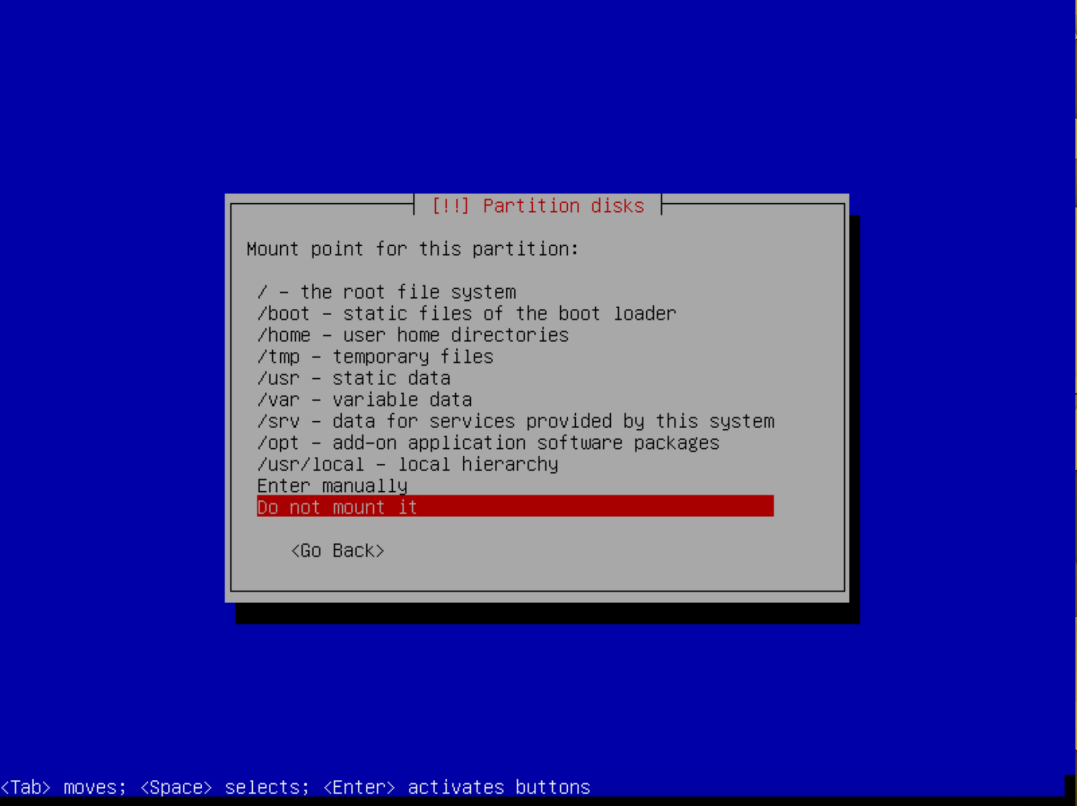 [!!] Partition disks
Mount point for this partition:
/ – the root file system
/boot – static files of the boot loader
/home – user home directories
/tmp – temporary files
/usr – static data
/var – variable data
/srv – data for services provided by this system
/opt – add-on application software packages
/usr/local – local hierarchy
Enter manually
Do not mount it
<Go Back>
<Tab> moves; <Space> selects; <Enter> activates buttons